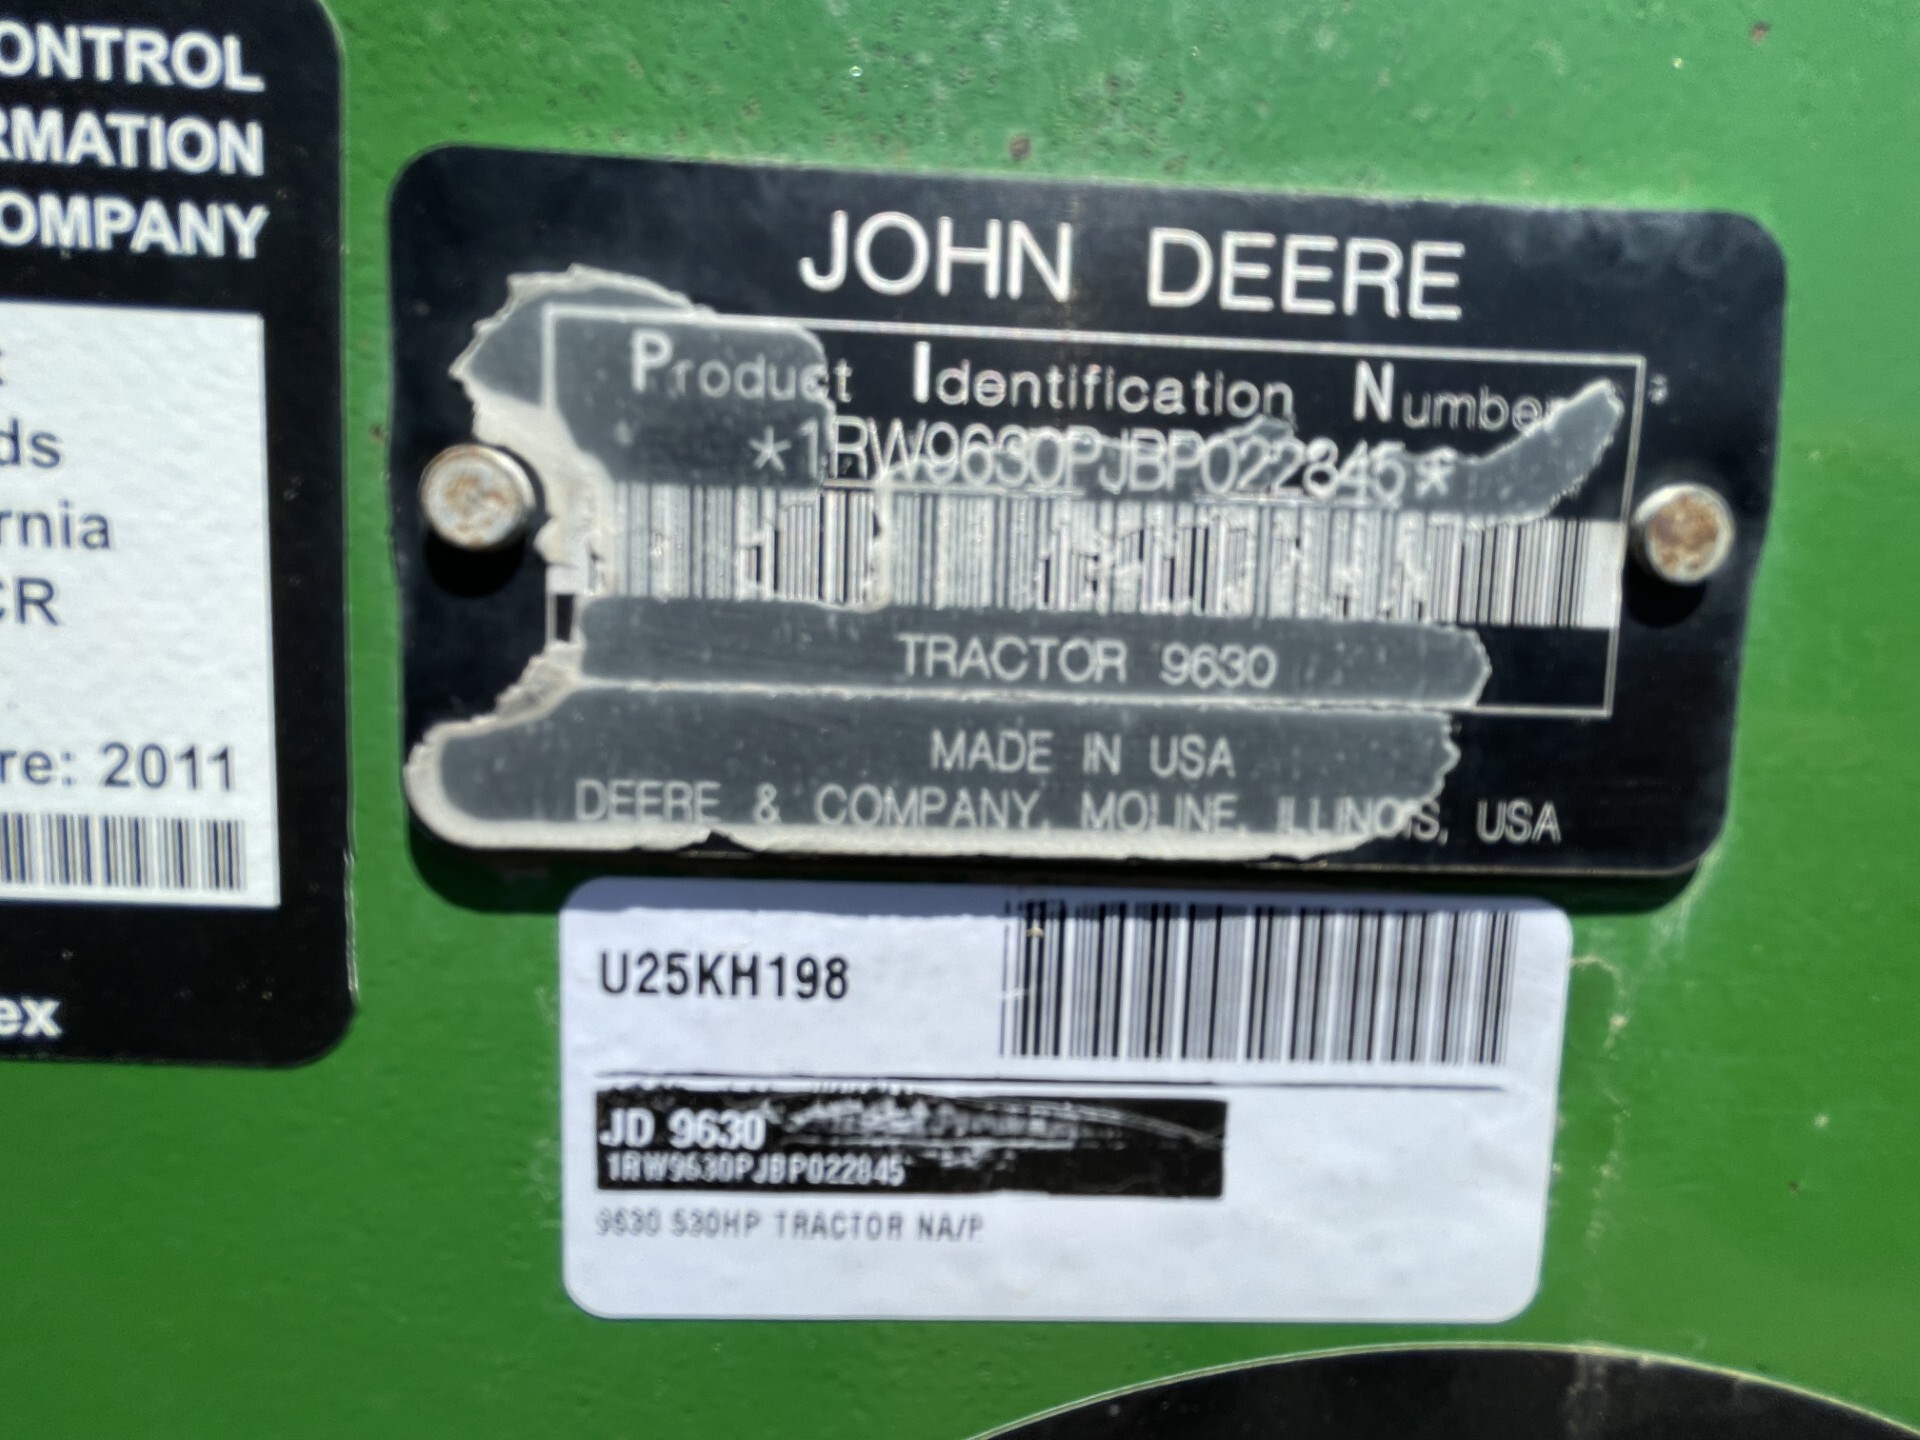 ONTROL
RMATION
OMPANY
ds
rnia
CR
re: 2011
ex
JOHN DEERE
Product Identification Number
*1RW9630PJBP022845*
TRACTOR 9630
MADE IN USA
DEERE & COMPANY, MOLINE, ILLINOIS, USA
U25KH198
JD 9630
1RW9630PJBP022845
9630 530HP TRACTOR NA/P